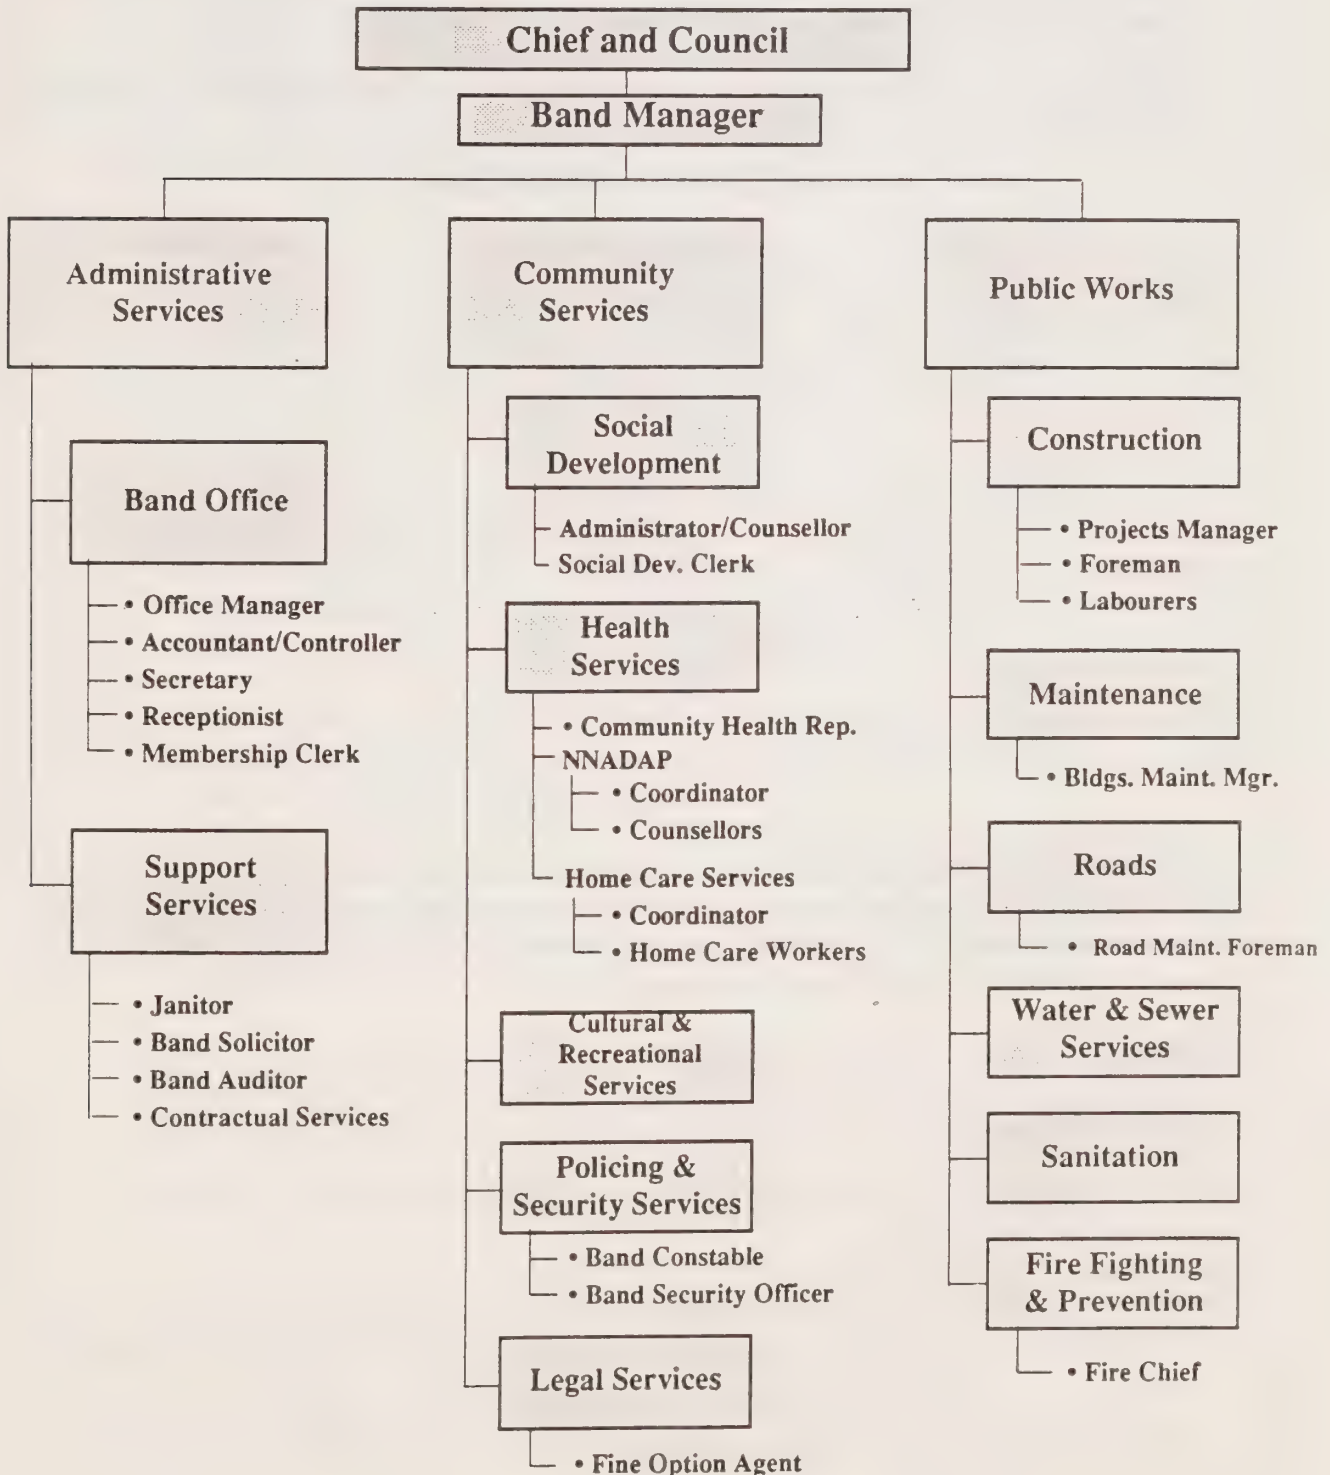 Chief and Council
Band Manager
Administrative
Services
Band Office
• Office Manager
• Accountant/Controller
• Secretary
• Receptionist
• Membership Clerk
Support
Services
• Janitor
• Band Solicitor
• Band Auditor
• Contractual Services
Community
Services
Social
Development
Administrator/Counsellor
Social Dev. Clerk
Health
Services
• Community Health Rep.
NNADAP
• Coordinator
• Counsellors
Home Care Services
• Coordinator
• Home Care Workers
Cultural &
Recreational
Services
Policing &
Security Services
• Band Constable
• Band Security Officer
Legal Services
• Fine Option Agent
Public Works
Construction
• Projects Manager
• Foreman
• Labourers
Maintenance
• Bldgs. Maint. Mgr.
Roads
• Road Maint. Foreman
Water & Sewer
Services
Sanitation
Fire Fighting
& Prevention
• Fire Chief